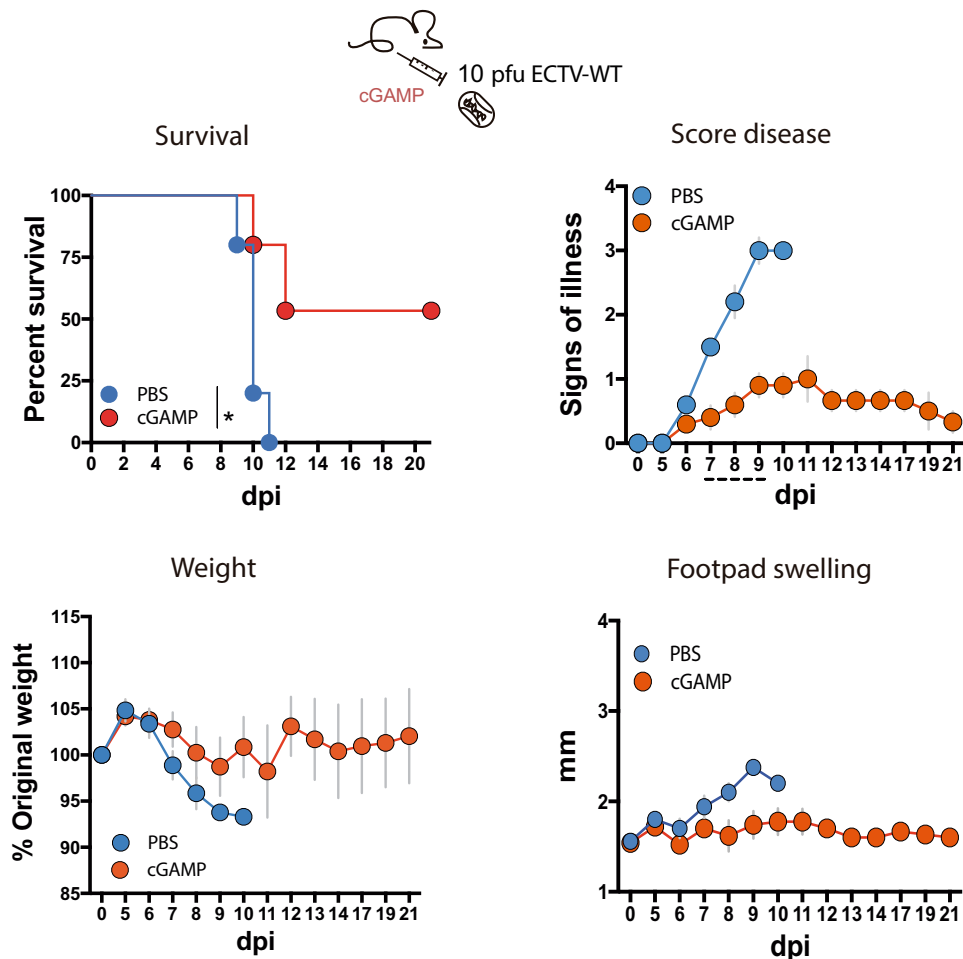 10 pfu ECTV-WT
cGAMP
Survival
Percent survival
100
75
50
25
0
PBS
cGAMP
*
0 2 4 6 8 10 12 14 16 18 20
dpi
Score disease
Signs of illness
4
3
2
1
0
PBS
cGAMP
0 5 6 7 8 9 10 11 12 13 14 17 19 21
dpi
Weight
% Original weight
115
110
105
100
95
90
85
PBS
cGAMP
0 5 6 7 8 9 10 11 12 13 14 17 19 21
dpi
Footpad swelling
mm
4
3
2
1
PBS
cGAMP
0 5 6 7 8 9 10 11 12 13 14 17 19 21
dpi